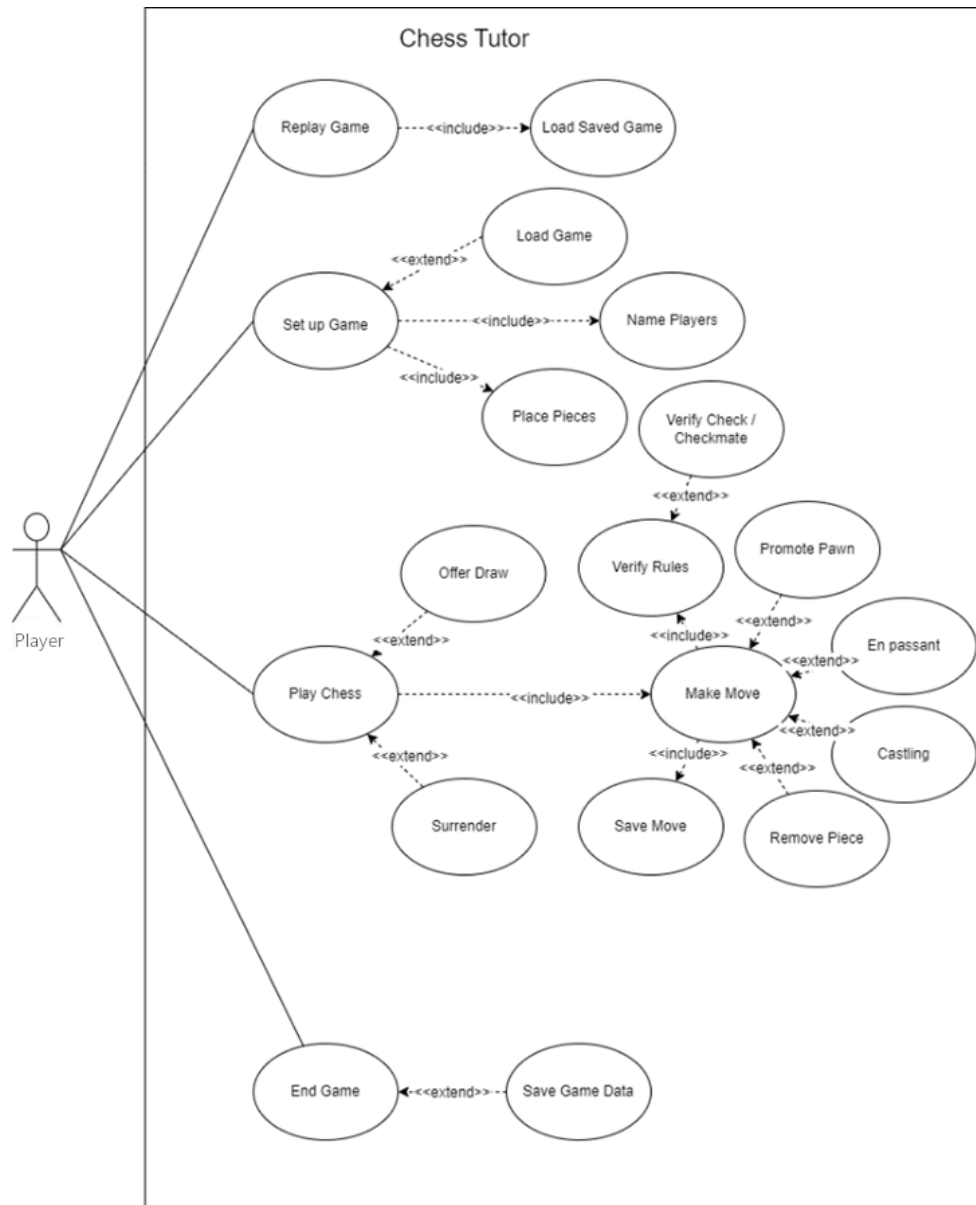 Chess Tutor
Replay Game
<<include>>
Load Saved Game
Load Game
<<extend>>
Set up Game
<<include>>
Name Players
<<include>>
Place Pieces
Verify Check /
Checkmate
<<extend>>
Offer Draw
Verify Rules
Promote Pawn
<<extend>>
<<include>>
<<extend>>
En passant
<<extend>>
Player
Play Chess
<<include>>
Make Move
<<extend>>
Castling
<<extend>>
<<include>>
<<extend>>
Surrender
Save Move
Remove Piece
End Game
<<extend>>
Save Game Data